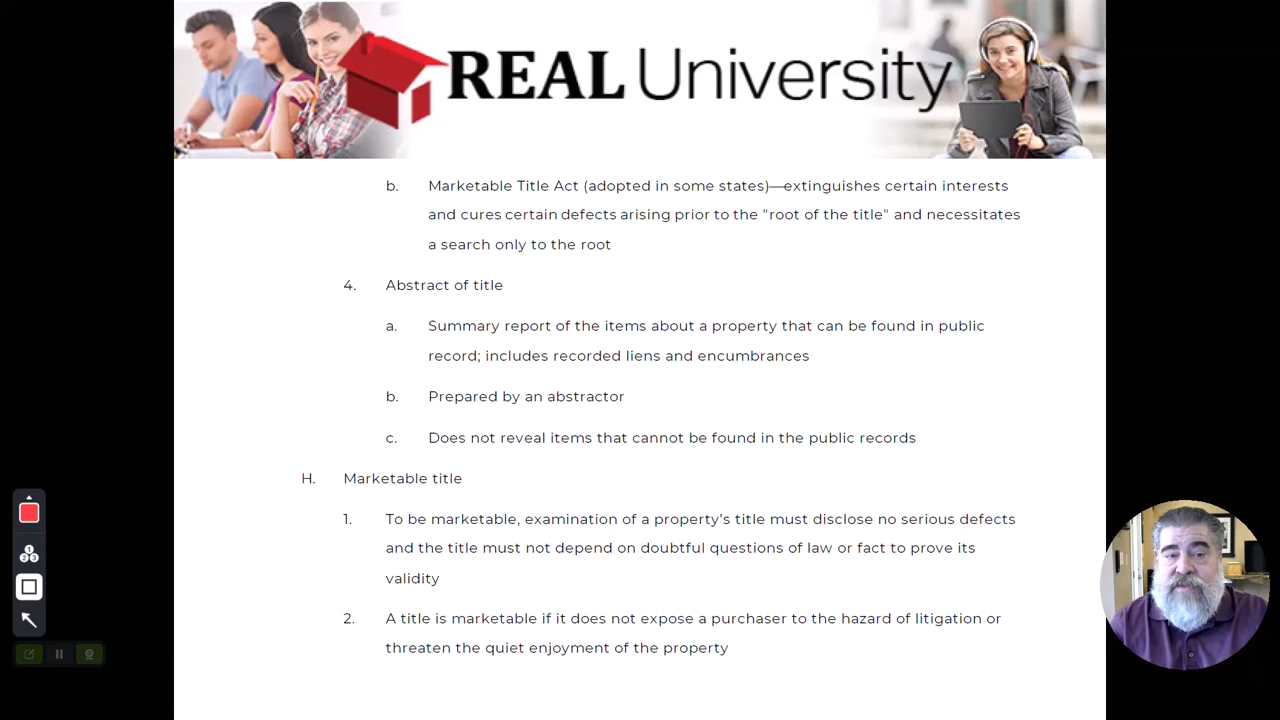 REAL University
b. Marketable Title Act (adopted in some states)—extinguishes certain interests
and cures certain defects arising prior to the "root of the title" and necessitates
a search only to the root
4. Abstract of title
a. Summary report of the items about a property that can be found in public
record; includes recorded liens and encumbrances
b. Prepared by an abstractor
c. Does not reveal items that cannot be found in the public records
H. Marketable title
1. To be marketable, examination of a property’s title must disclose no serious defects
and the title must not depend on doubtful questions of law or fact to prove its
validity
2. A title is marketable if it does not expose a purchaser to the hazard of litigation or
threaten the quiet enjoyment of the property